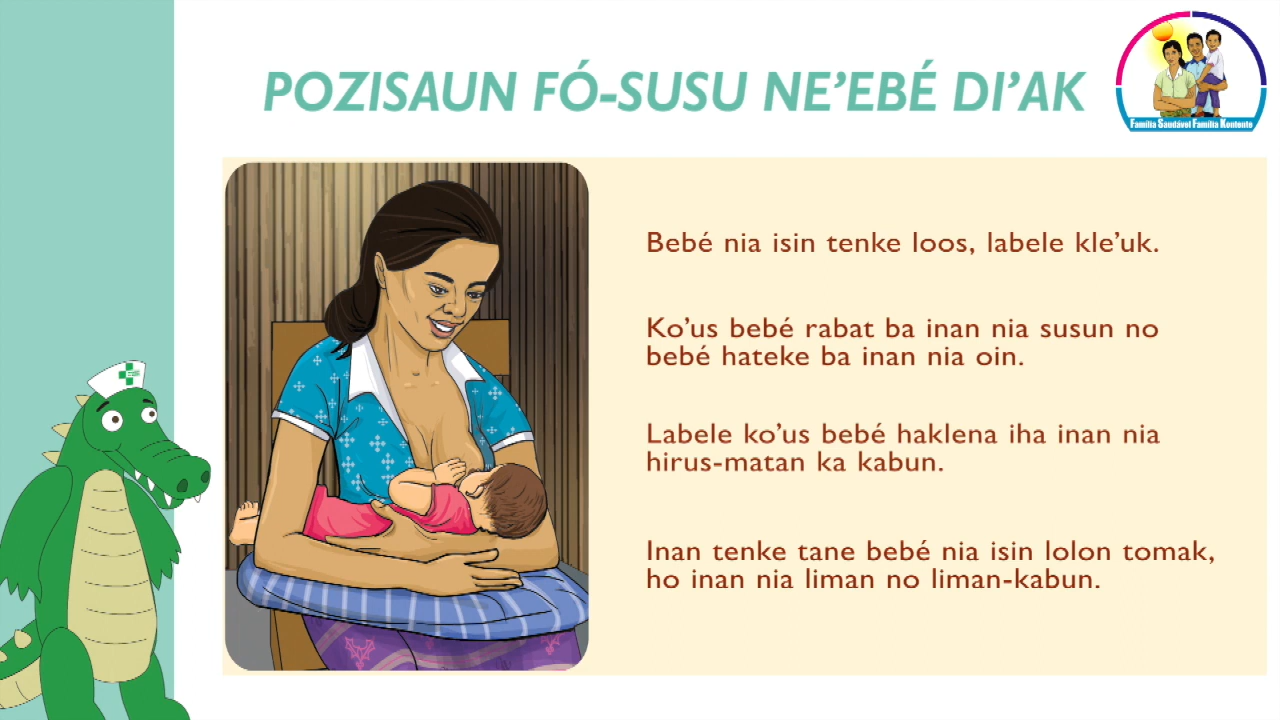 POZISAUN FÓ-SUSU NE'EBÉ DI'AK
Família Saudável Família Kontente
Bebé nia isin tenke loos, labele kle'uk.
Ko'us bebé rabat ba inan nia susun no
bebé hateke ba inan nia oin.
Labele ko'us bebé haklena iha inan nia
hirus-matan ka kabun.
Inan tenke tane bebé nia isin lolon tomak,
ho inan nia liman no liman-kabun.